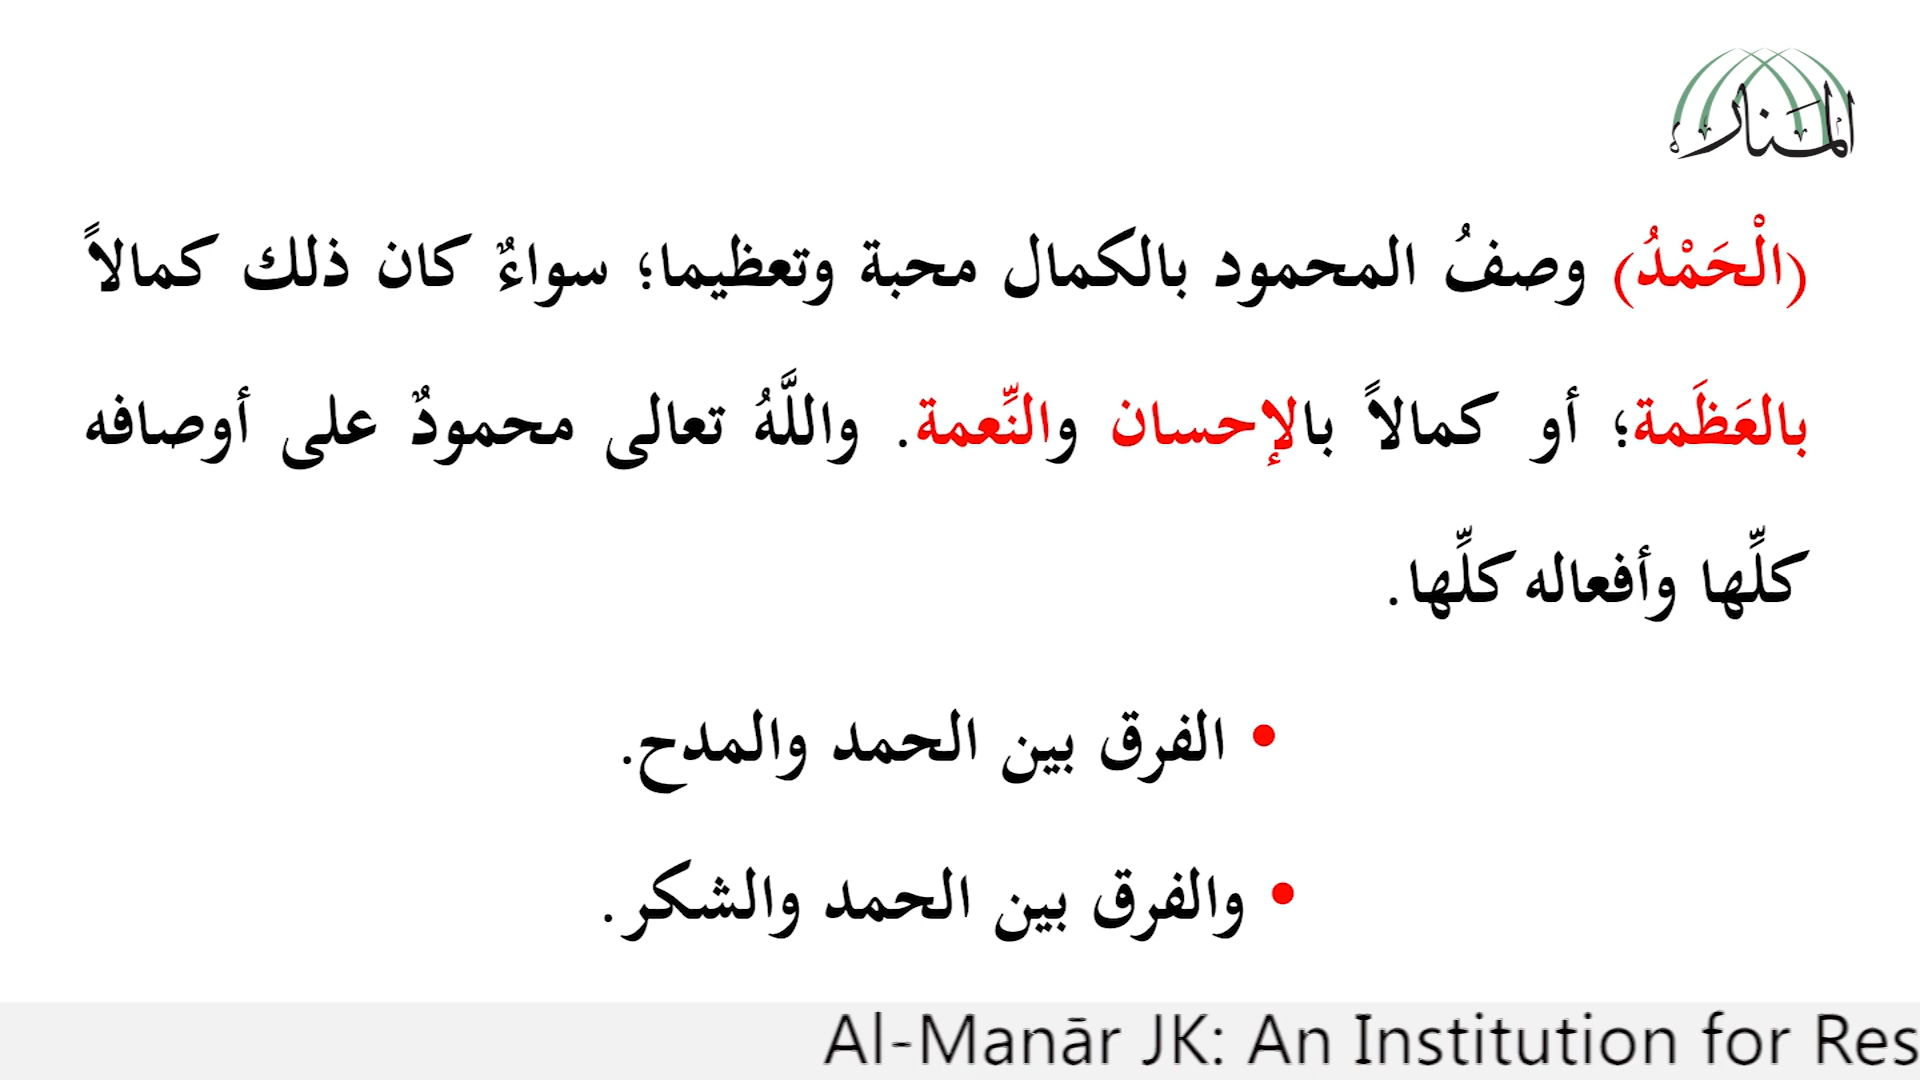 المنار
(الْحَمْدُ) وصفُ المحمود بالكمال محبة وتعظيما؛ سواءٌ كان ذلك كمالاً
بالعَظَمة؛ أو كمالاً بالإحسان والنِّعمة. واللَّهُ تعالى محمودٌ على أوصافه
كلِّها وأفعاله كلِّها.
• الفرق بين الحمد والمدح.
• والفرق بين الحمد والشكر.
Al-Manār JK: An Institution for Res